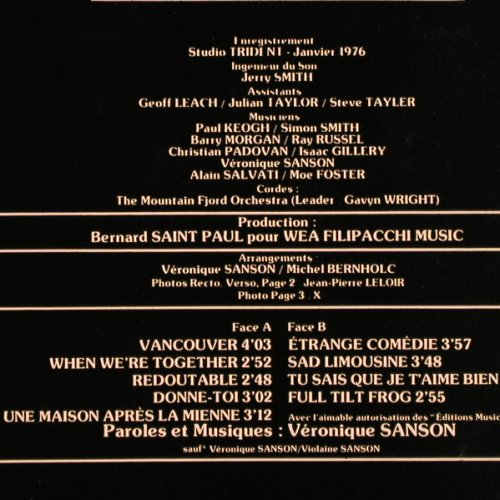 Enregistrement
Studio TRIDENT - Janvier 1976
Ingenieur du Son
Jerry SMITH
Assistants
Geoff LEACH / Julian TAYLOR / Steve TAYLER
Musiciens
Paul KEOGH / Simon SMITH
Barry MORGAN / Ray RUSSEL
Christian PADOVAN / Isaac GILLERY
Véronique SANSON
Alain SALVATI / Moe FOSTER
Cordes :
The Mountain Fjord Orchestra (Leader Gavyn WRIGHT)
Production :
Bernard SAINT PAUL pour WEA FILIPACCHI MUSIC
Arrangements
Véronique SANSON / Michel BERNHOLC
Photos Recto, Verso, Page 2 Jean-Pierre LELOIR
Photo Page 3 . X
Face A Face B
VANCOUVER 4'03 ÉTRANGE COMÉDIE 3'57
WHEN WE'RE TOGETHER 2'52 SAD LIMOUSINE 3'48
REDOUTABLE 2'48 TU SAIS QUE JE T'AIME BIEN
DONNE-TOI 3'02 FULL TILT FROG 2'55
UNE MAISON APRÈS LA MIENNE 3'12 Avec l'aimable autorisation des "Éditions Music
Paroles et Musiques : Véronique SANSON
sauf* Véronique SANSON/Violaine SANSON